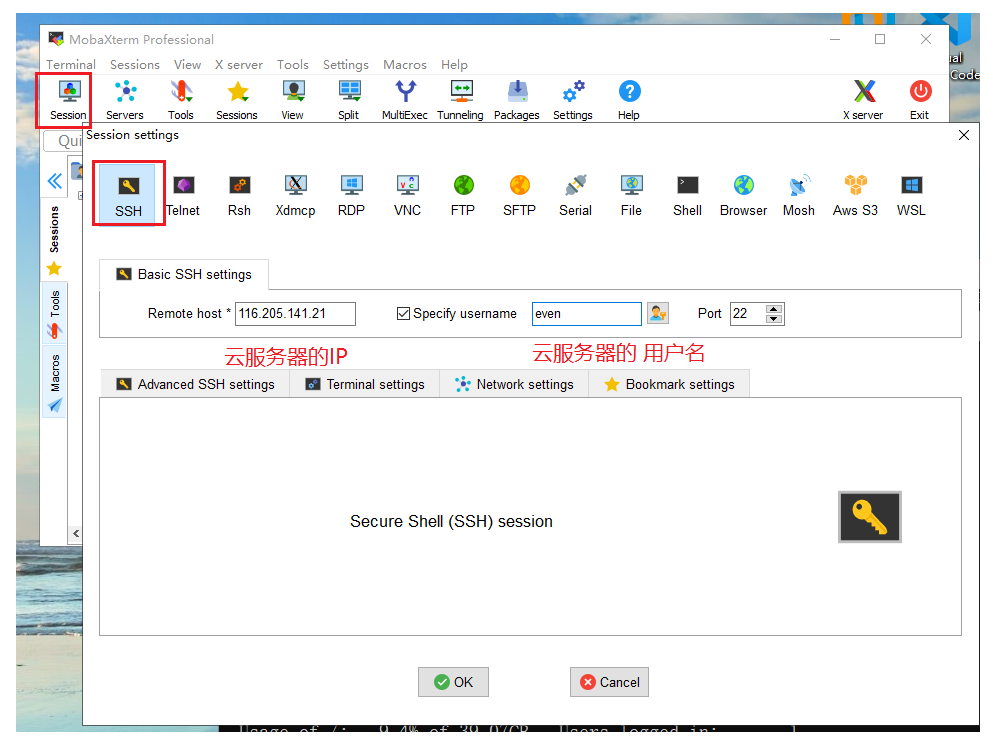 MobaXterm Professional
Terminal Sessions View X server Tools Settings Macros Help
Session Servers Tools Sessions View Split MultiExec Tunneling Packages Settings Help X server Exit
Code
Qui
Session settings
SSH Telnet Rsh Xdmcp RDP VNC FTP SFTP Serial File Shell Browser Mosh Aws S3 WSL
Sessions
Tools
Macros
Basic SSH settings
Remote host * 116.205.141.21 Specify username even Port 22
云服务器的IP 云服务器的 用户名
Advanced SSH settings Terminal settings Network settings Bookmark settings
Secure Shell (SSH) session
OK Cancel
Usage of /: 9.4% of 39.07GB Users logged in: 1